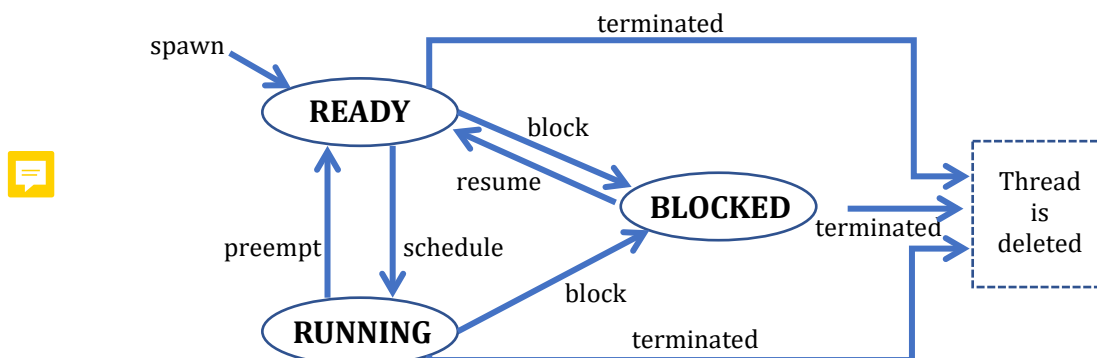 terminated
spawn
READY
block
resume
BLOCKED
Thread
is
deleted
terminated
preempt
schedule
block
RUNNING
terminated